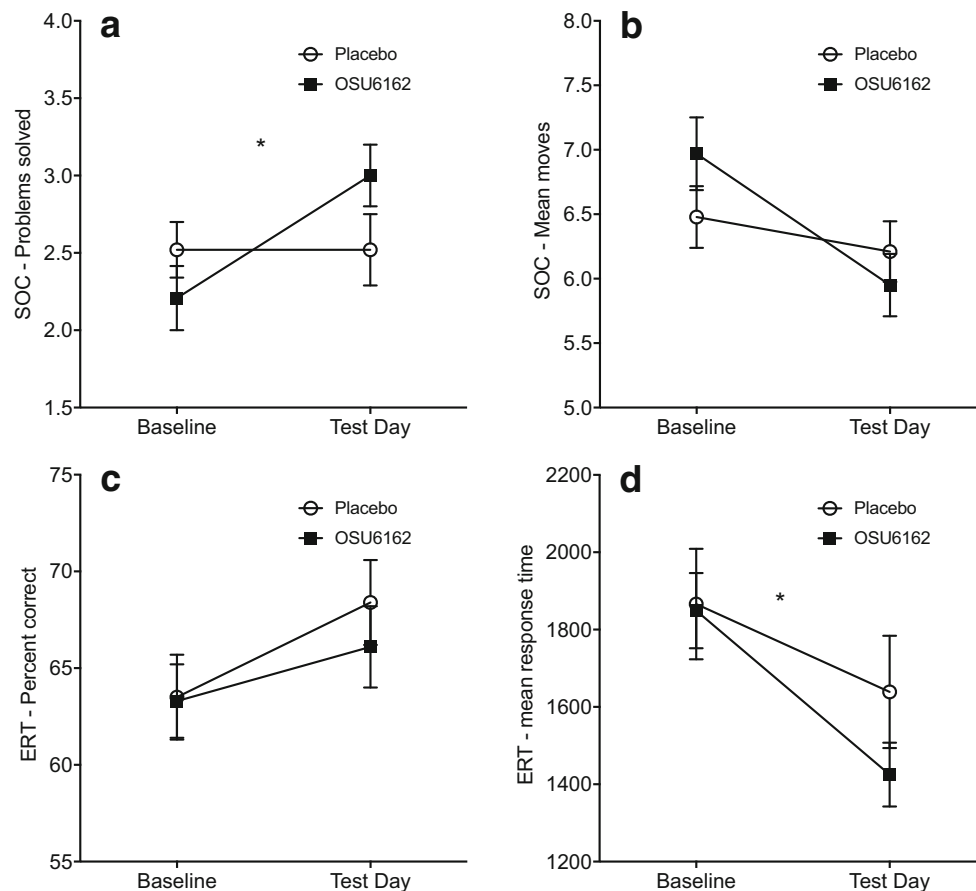 a
SOC - Problems solved
4.0
3.5
3.0
2.5
2.0
1.5
Placebo
OSU6162
*
Baseline Test Day
b
SOC - Mean moves
8.0
7.5
7.0
6.5
6.0
5.5
5.0
Placebo
OSU6162
Baseline Test Day
c
ERT - Percent correct
75
70
65
60
55
Placebo
OSU6162
Baseline Test Day
d
ERT - mean response time
2200
2000
1800
1600
1400
1200
Placebo
OSU6162
*
Baseline Test Day